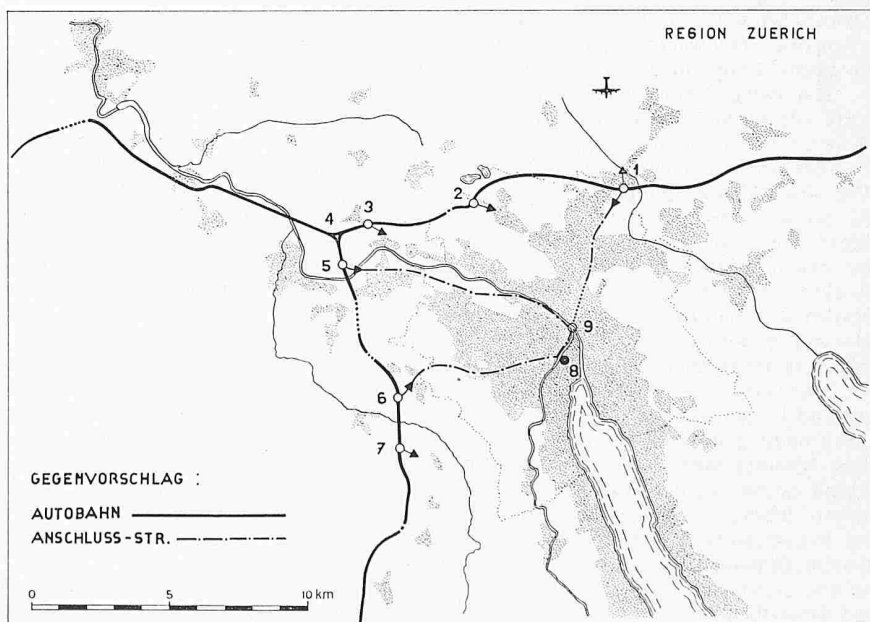 REGION ZUERICH
1
2
3
4
5
9
8
6
7
GEGENVORSCHLAG :
AUTOBAHN
ANSCHLUSS-STR.
0 5 10 km